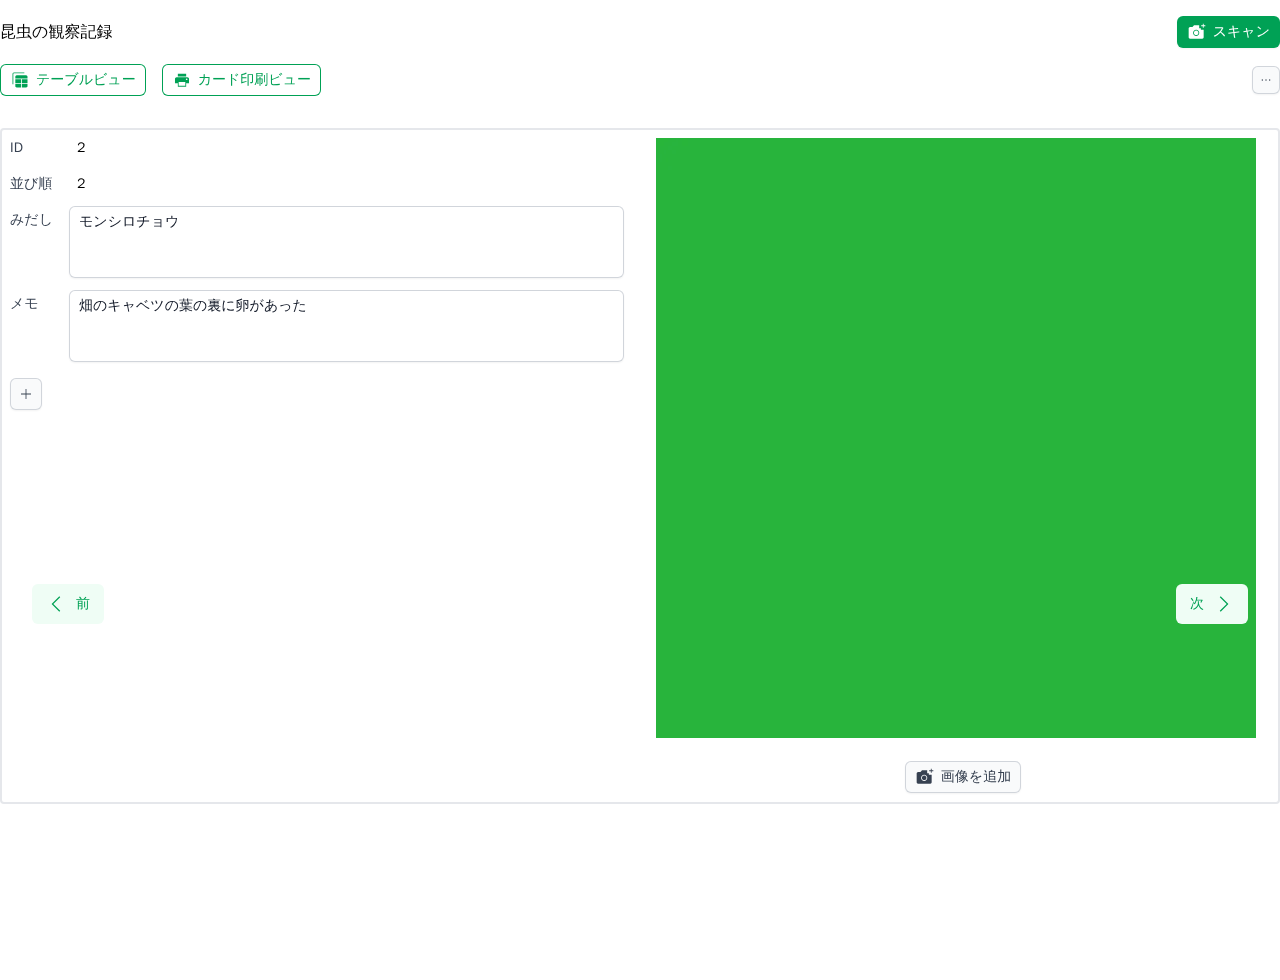 昆虫の観察記録
スキャン
テーブルビュー
カード印刷ビュー
ID 2
並び順 2
みだし モンシロチョウ
メモ 畑のキャベツの葉の裏に卵があった
前
次
画像を追加